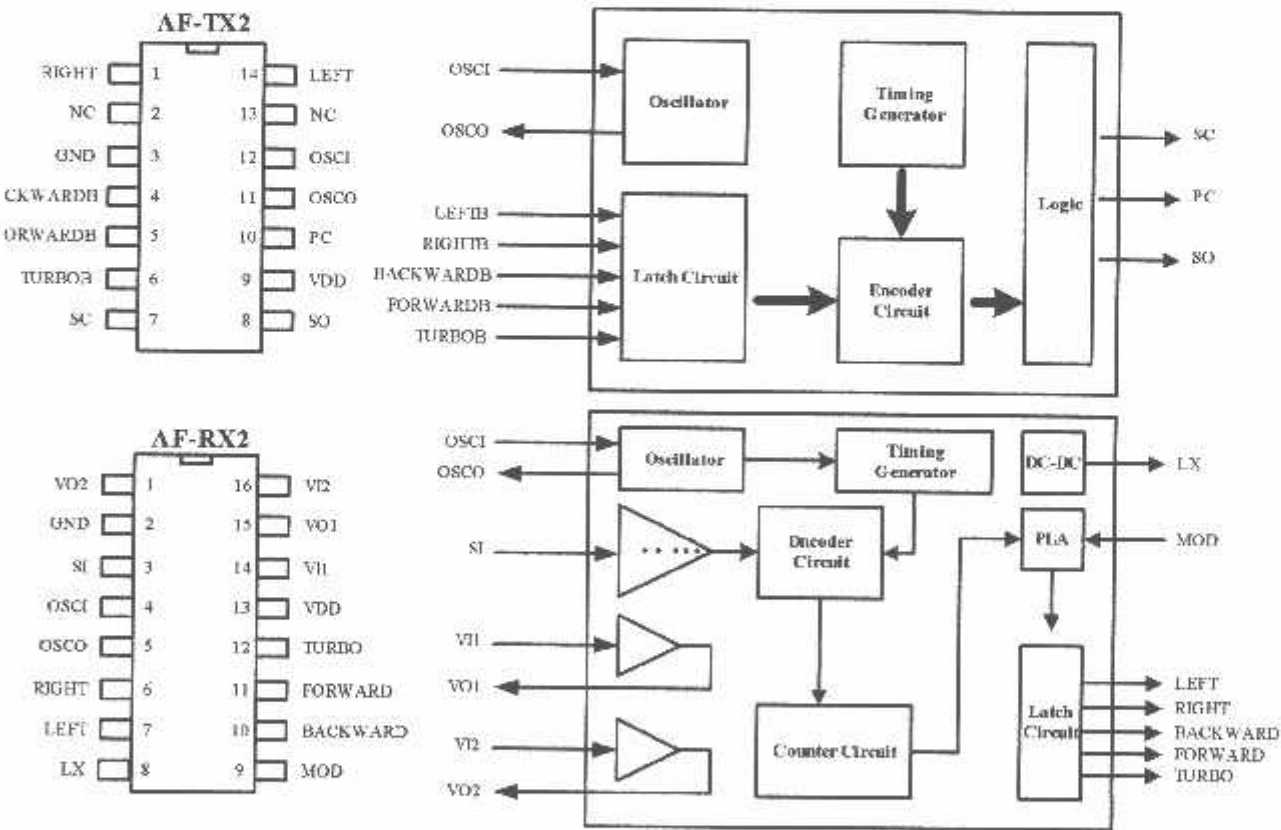 AF-TX2
RIGHT 1 14 LEFT
NC 2 13 NC
GND 3 12 OSCI
CKWARDB 4 11 OSCO
ORWARDB 5 10 PC
TURBOB 6 9 VDD
SC 7 8 SO
OSCI
OSCO
Oscillator
Timing
Generator
LEFTB
RIGHTB
BACKWARDB
FORWARDB
TURBOB
Latch Circuit
Encoder
Circuit
Logic
SC
PC
SO
AF-RX2
VO2 1 16 VI2
GND 2 15 VO1
SI 3 14 VI1
OSCI 4 13 VDD
OSCO 5 12 TURBO
RIGHT 6 11 FORWARD
LEFT 7 10 BACKWARD
LX 8 9 MOD
OSCI
OSCO
Oscillator
Timing
Generator
DC-DC
LX
SI
Dncoder
Circuit
PLA
MOD
VI1
VO1
VI2
VO2
Counter Circuit
Latch
Circuit
LEFT
RIGHT
BACKWARD
FORWARD
TURBO